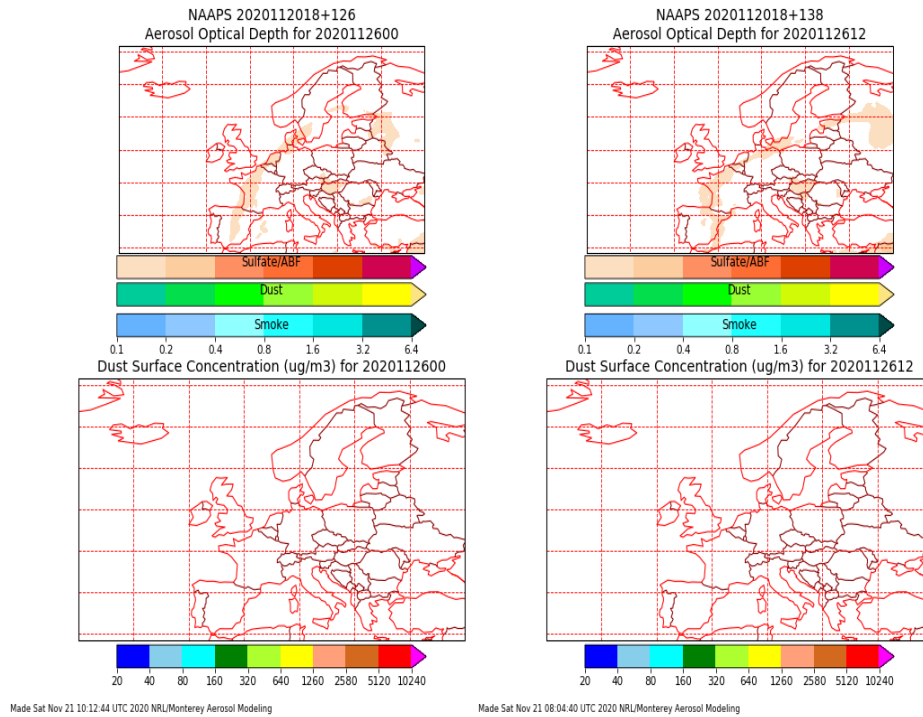 NAAPS 2020112018+126
Aerosol Optical Depth for 2020112600
Sulfate/ABF
Dust
Smoke
0.1 0.2 0.4 0.8 1.6 3.2 6.4
Dust Surface Concentration (ug/m3) for 2020112600
20 40 80 160 320 640 1260 2580 5120 10240
Made Sat Nov 21 10:12:44 UTC 2020 NRL/Monterey Aerosol Modeling
NAAPS 2020112018+138
Aerosol Optical Depth for 2020112612
Sulfate/ABF
Dust
Smoke
0.1 0.2 0.4 0.8 1.6 3.2 6.4
Dust Surface Concentration (ug/m3) for 2020112612
20 40 80 160 320 640 1260 2580 5120 10240
Made Sat Nov 21 08:04:40 UTC 2020 NRL/Monterey Aerosol Modeling